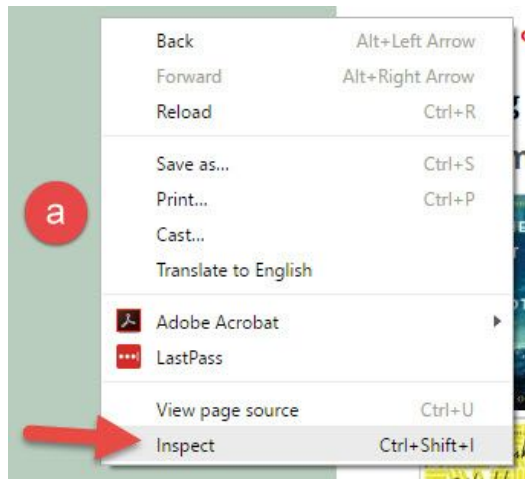 Back Alt+Left Arrow
Forward Alt+Right Arrow
Reload Ctrl+R
Save as... Ctrl+S
Print... Ctrl+P
Cast...
Translate to English
a
Adobe Acrobat
LastPass
View page source Ctrl+U
Inspect Ctrl+Shift+I